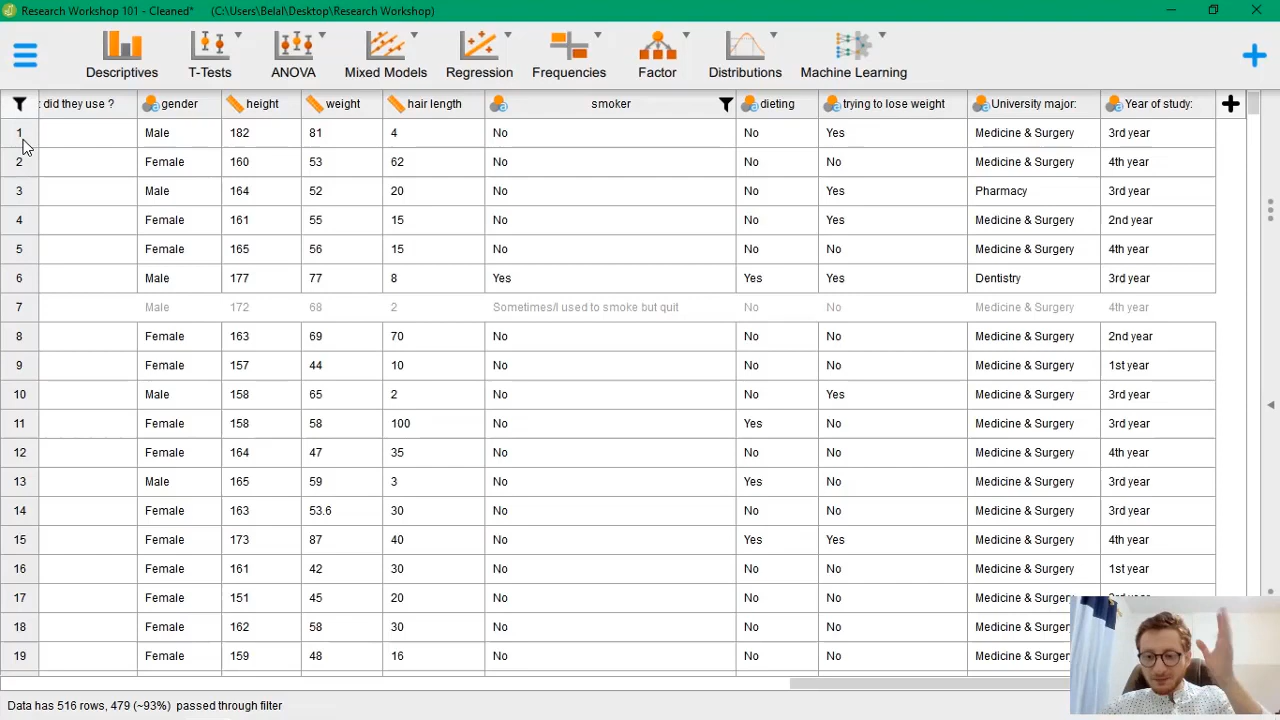 Research Workshop 101 - Cleaned* (C:\Users\Belal\Desktop\Research Workshop)
Descriptives T-Tests ANOVA Mixed Models Regression Frequencies Factor Distributions Machine Learning
did they use ? gender height weight hair length smoker dieting trying to lose weight University major: Year of study:
1 Male 182 81 4 No No Yes Medicine & Surgery 3rd year
2 Female 160 53 62 No No No Medicine & Surgery 4th year
3 Male 164 52 20 No No Yes Pharmacy 3rd year
4 Female 161 55 15 No No Yes Medicine & Surgery 2nd year
5 Female 165 56 15 No No No Medicine & Surgery 4th year
6 Male 177 77 8 Yes Yes Yes Dentistry 3rd year
7 Male 172 68 2 Sometimes/I used to smoke but quit No No Medicine & Surgery 4th year
8 Female 163 69 70 No No No Medicine & Surgery 2nd year
9 Female 157 44 10 No No No Medicine & Surgery 1st year
10 Male 158 65 2 No No Yes Medicine & Surgery 3rd year
11 Female 158 58 100 No Yes No Medicine & Surgery 3rd year
12 Female 164 47 35 No No No Medicine & Surgery 4th year
13 Male 165 59 3 No Yes No Medicine & Surgery 3rd year
14 Female 163 53.6 30 No No No Medicine & Surgery 3rd year
15 Female 173 87 40 No Yes Yes Medicine & Surgery 4th year
16 Female 161 42 30 No No No Medicine & Surgery 1st year
17 Female 151 45 20 No No No Medicine & Surgery
18 Female 162 58 30 No No No Medicine &
19 Female 159 48 16 No No No Medicine &
Data has 516 rows, 479 (~93%) passed through filter